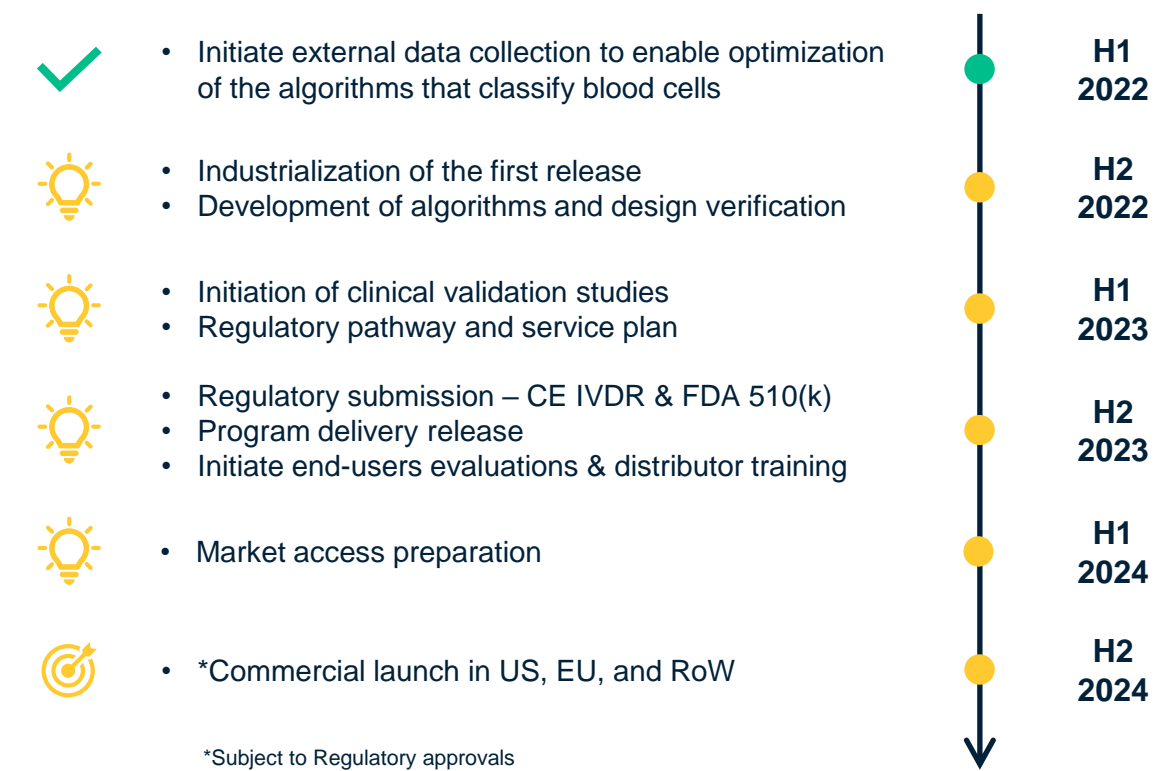 • Initiate external data collection to enable optimization
of the algorithms that classify blood cells
H1
2022
• Industrialization of the first release
• Development of algorithms and design verification
H2
2022
• Initiation of clinical validation studies
• Regulatory pathway and service plan
H1
2023
• Regulatory submission – CE IVDR & FDA 510(k)
• Program delivery release
• Initiate end-users evaluations & distributor training
H2
2023
• Market access preparation
H1
2024
• *Commercial launch in US, EU, and RoW
H2
2024
*Subject to Regulatory approvals